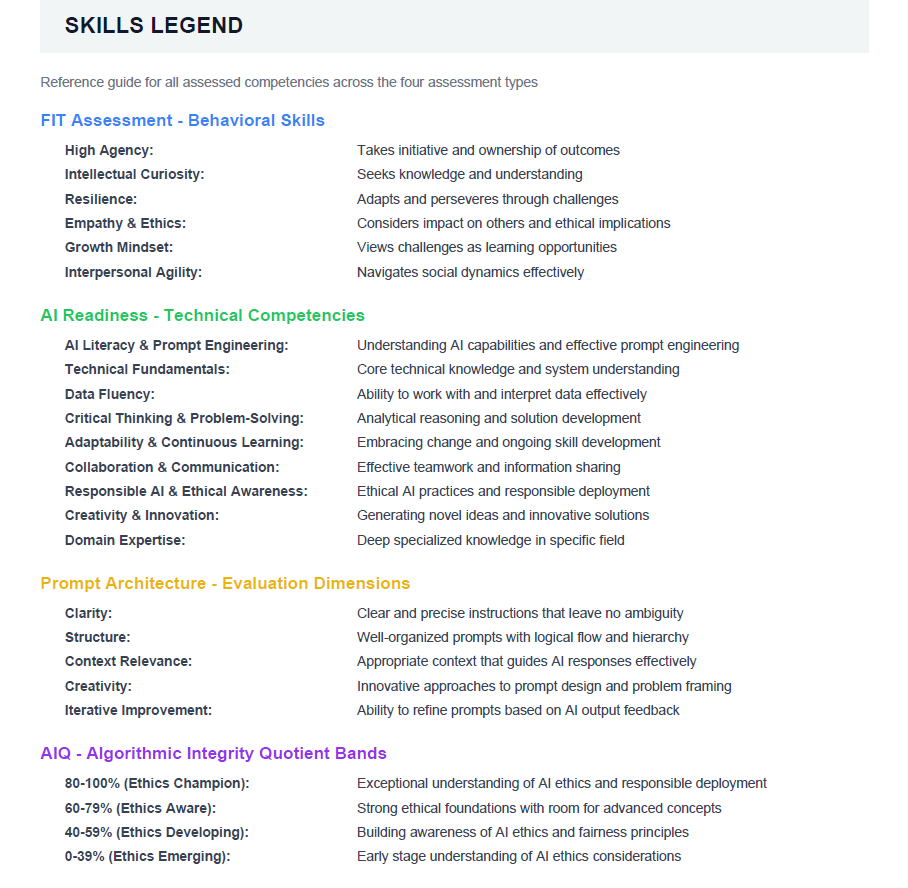 SKILLS LEGEND
Reference guide for all assessed competencies across the four assessment types
FIT Assessment - Behavioral Skills
High Agency: Takes initiative and ownership of outcomes
Intellectual Curiosity: Seeks knowledge and understanding
Resilience: Adapts and perseveres through challenges
Empathy & Ethics: Considers impact on others and ethical implications
Growth Mindset: Views challenges as learning opportunities
Interpersonal Agility: Navigates social dynamics effectively
AI Readiness - Technical Competencies
AI Literacy & Prompt Engineering: Understanding AI capabilities and effective prompt engineering
Technical Fundamentals: Core technical knowledge and system understanding
Data Fluency: Ability to work with and interpret data effectively
Critical Thinking & Problem-Solving: Analytical reasoning and solution development
Adaptability & Continuous Learning: Embracing change and ongoing skill development
Collaboration & Communication: Effective teamwork and information sharing
Responsible AI & Ethical Awareness: Ethical AI practices and responsible deployment
Creativity & Innovation: Generating novel ideas and innovative solutions
Domain Expertise: Deep specialized knowledge in specific field
Prompt Architecture - Evaluation Dimensions
Clarity: Clear and precise instructions that leave no ambiguity
Structure: Well-organized prompts with logical flow and hierarchy
Context Relevance: Appropriate context that guides AI responses effectively
Creativity: Innovative approaches to prompt design and problem framing
Iterative Improvement: Ability to refine prompts based on AI output feedback
AIQ - Algorithmic Integrity Quotient Bands
80-100% (Ethics Champion): Exceptional understanding of AI ethics and responsible deployment
60-79% (Ethics Aware): Strong ethical foundations with room for advanced concepts
40-59% (Ethics Developing): Building awareness of AI ethics and fairness principles
0-39% (Ethics Emerging): Early stage understanding of AI ethics considerations